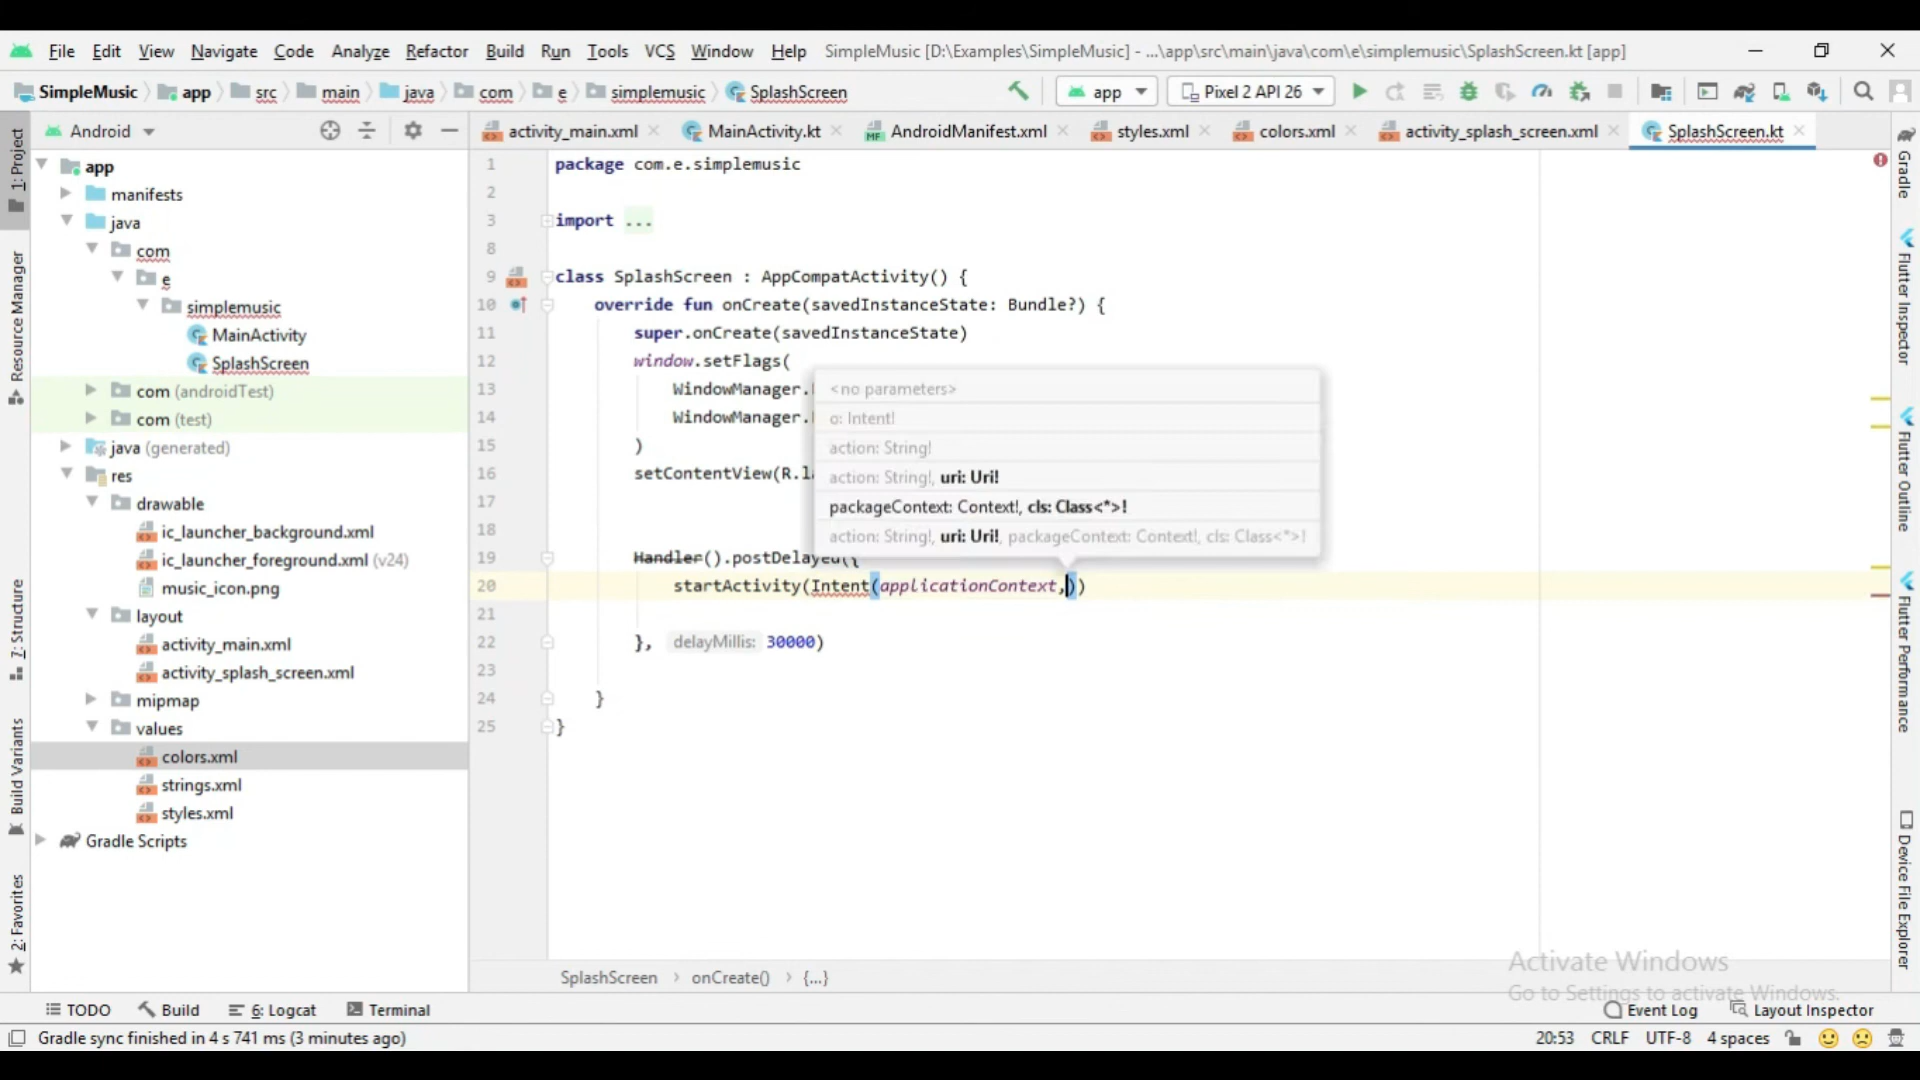 File Edit View Navigate Code Analyze Refactor Build Run Tools VCS Window Help SimpleMusic [D:\Examples\SimpleMusic] - ...\app\src\main\java\com\e\simplemusic\SplashScreen.kt [app]
SimpleMusic app src main java com e simplemusic SplashScreen app Pixel 2 API 26
Android
activity_main.xml MainActivity.kt AndroidManifest.xml styles.xml colors.xml activity_splash_screen.xml SplashScreen.kt
1: Project
Resource Manager
7: Structure
Build Variants
2: Favorites
app
manifests
java
com
e
simplemusic
MainActivity
SplashScreen
com (androidTest)
com (test)
java (generated)
res
drawable
ic_launcher_background.xml
ic_launcher_foreground.xml (v24)
music_icon.png
layout
activity_main.xml
activity_splash_screen.xml
mipmap
values
colors.xml
strings.xml
styles.xml
Gradle Scripts
1 package com.e.simplemusic
2
3 import ...
8
9 class SplashScreen : AppCompatActivity() {
10 override fun onCreate(savedInstanceState: Bundle?) {
11 super.onCreate(savedInstanceState)
12 window.setFlags(
13 WindowManager.
14 WindowManager.
15 )
16 setContentView(R.la
17
18
19 Handler().postDelayed({
20 startActivity(Intent(applicationContext,))
21
22 }, delayMillis: 30000)
23
24 }
25 }
<no parameters>
o: Intent!
action: String!
action: String!, uri: Uri!
packageContext: Context!, cls: Class<*>!
action: String!, uri: Uri!, packageContext: Context!, cls: Class<*>!
Gradle
Flutter Inspector
Flutter Outline
Flutter Performance
Device File Explorer
SplashScreen onCreate() {...}
Activate Windows
Go to Settings to activate Windows.
TODO Build 6: Logcat Terminal Event Log Layout Inspector
Gradle sync finished in 4 s 741 ms (3 minutes ago) 20:53 CRLF UTF-8 4 spaces